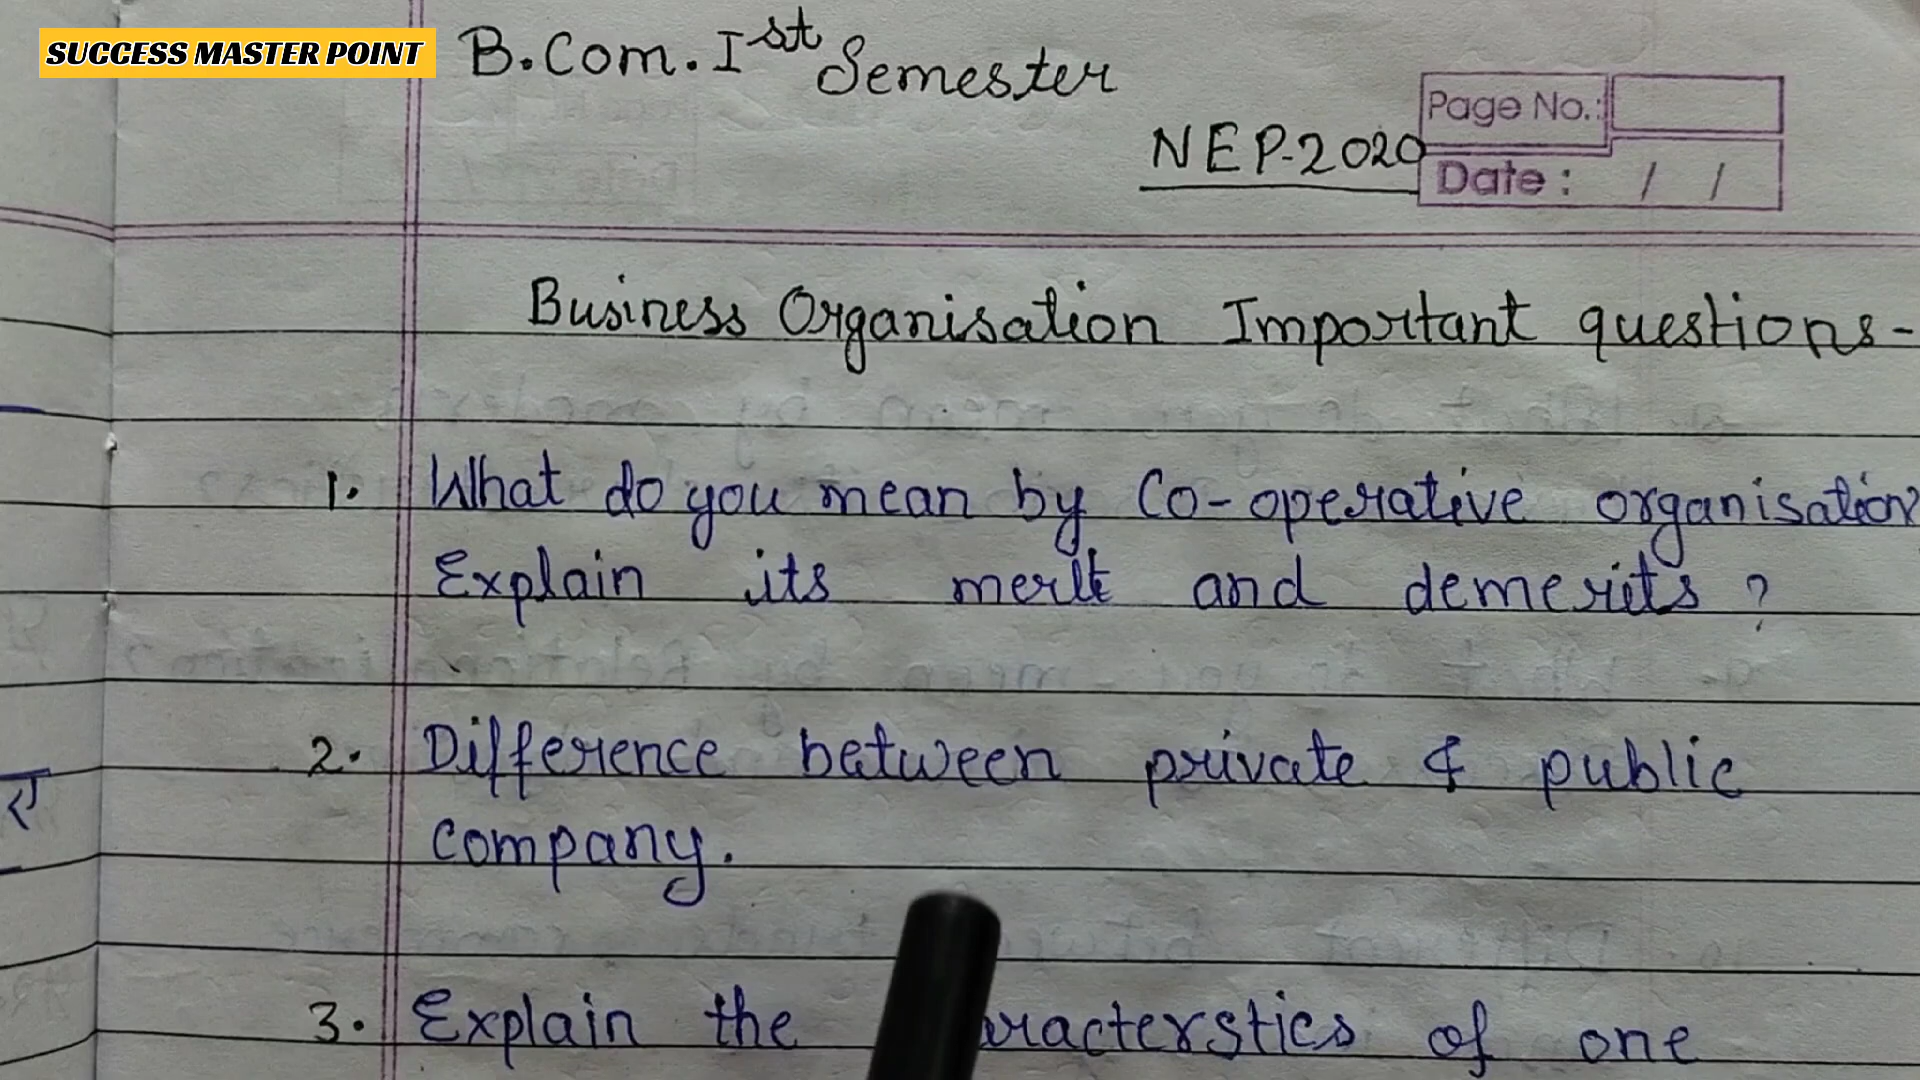 SUCCESS MASTER POINT
B.Com. Ist Semester
NEP-2020
Page No.:
Date : / /
Business Organisation Important questions-
1. What do you mean by Co-operative organisation?
Explain its merit and demerits ?
2. Difference between private & public
company.
3. Explain the of one